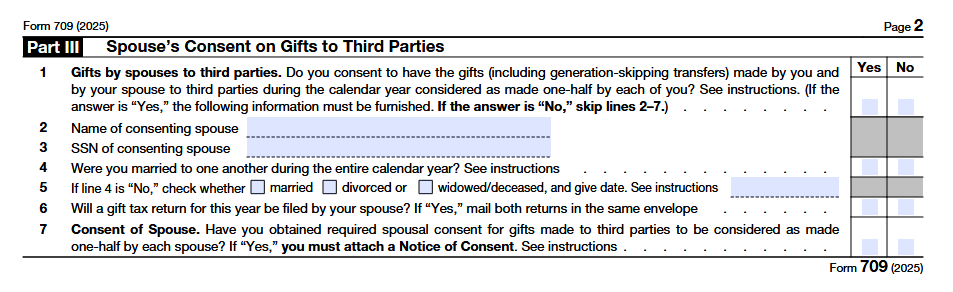 Form 709 (2025) Page 2
Part III Spouse's Consent on Gifts to Third Parties
Yes No
1 Gifts by spouses to third parties. Do you consent to have the gifts (including generation-skipping transfers) made by you and
by your spouse to third parties during the calendar year considered as made one-half by each of you? See instructions. (If the
answer is "Yes," the following information must be furnished. If the answer is "No," skip lines 2–7.) . . . . . . . .
2 Name of consenting spouse
3 SSN of consenting spouse
4 Were you married to one another during the entire calendar year? See instructions . . . . . . . . . . . . .
5 If line 4 is "No," check whether married divorced or widowed/deceased, and give date. See instructions
6 Will a gift tax return for this year be filed by your spouse? If "Yes," mail both returns in the same envelope . . . . . .
7 Consent of Spouse. Have you obtained required spousal consent for gifts made to third parties to be considered as made
one-half by each spouse? If "Yes," you must attach a Notice of Consent. See instructions . . . . . . . . . . .
Form 709 (2025)